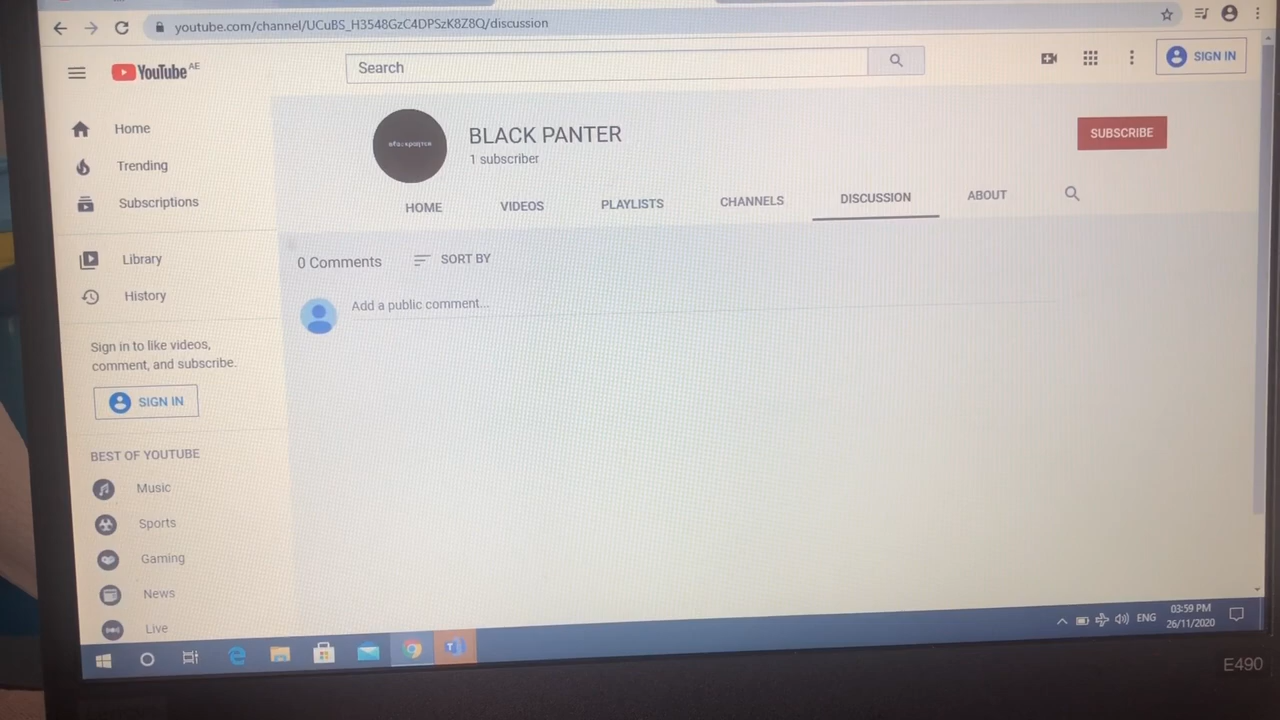 youtube.com/channel/UCuBS_H3548GzC4DPSzK8Z8Q/discussion
YouTube AE
Search
SIGN IN
Home
Trending
Subscriptions
Library
History
Sign in to like videos,
comment, and subscribe.
SIGN IN
BEST OF YOUTUBE
Music
Sports
Gaming
News
Live
BLACK PANTER
1 subscriber
SUBSCRIBE
HOME VIDEOS PLAYLISTS CHANNELS DISCUSSION ABOUT
0 Comments SORT BY
Add a public comment...
ENG
03:59 PM
26/11/2020
E490